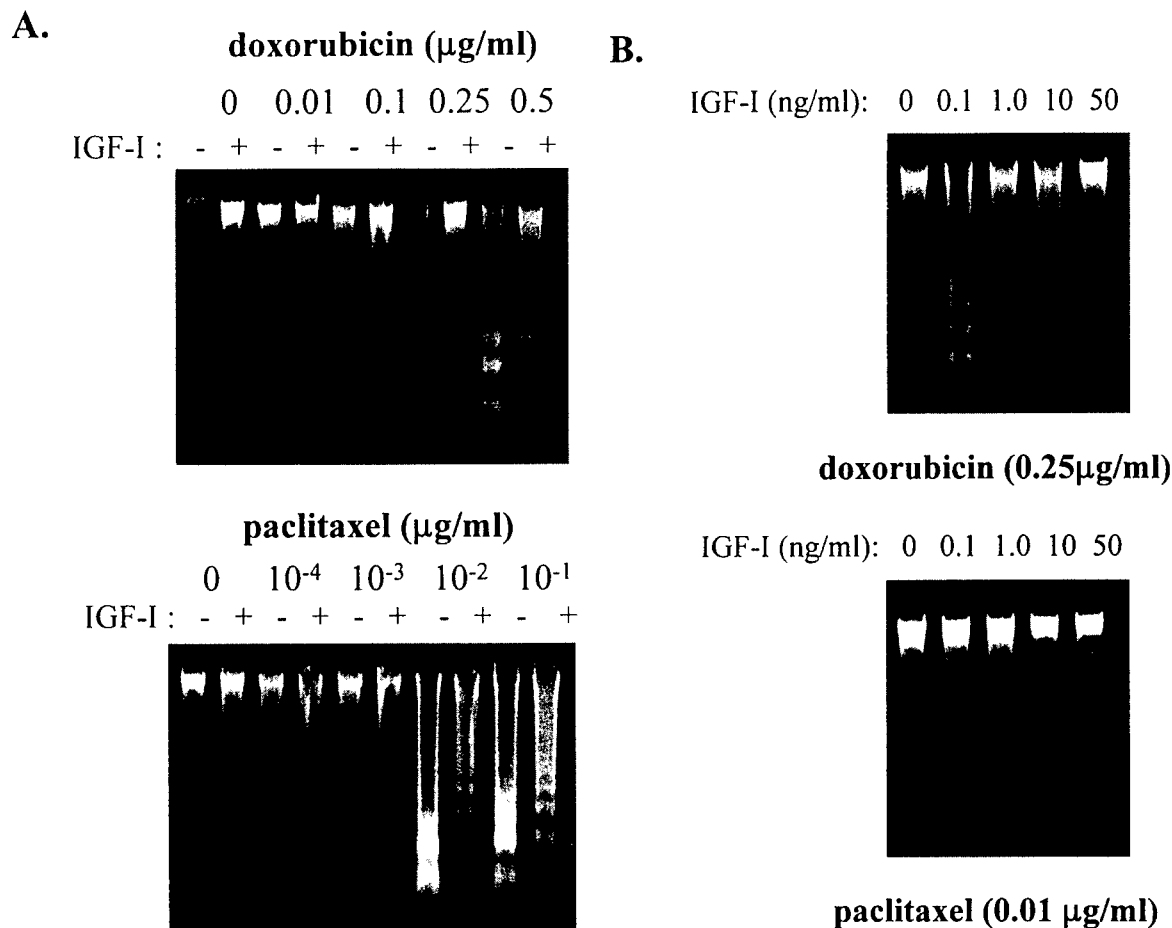 A.
doxorubicin (μg/ml)
0 0.01 0.1 0.25 0.5
IGF-I : - + - + - + - + - +
paclitaxel (μg/ml)
0 10⁻⁴ 10⁻³ 10⁻² 10⁻¹
IGF-I : - + - + - + - + - +
B.
IGF-I (ng/ml): 0 0.1 1.0 10 50
doxorubicin (0.25μg/ml)
IGF-I (ng/ml): 0 0.1 1.0 10 50
paclitaxel (0.01 μg/ml)